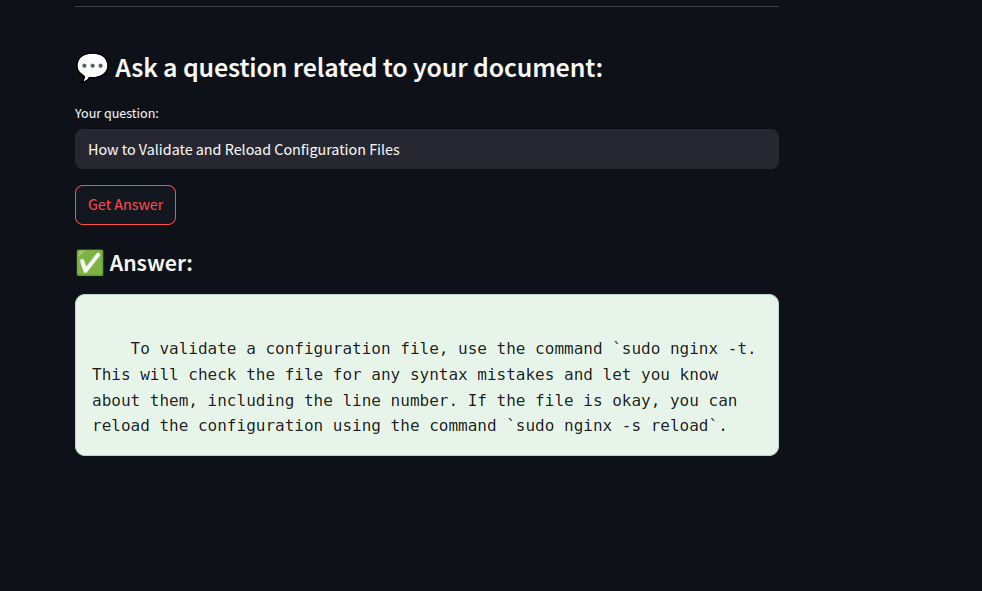 💬 Ask a question related to your document:
Your question:
How to Validate and Reload Configuration Files
Get Answer
✅ Answer:
To validate a configuration file, use the command `sudo nginx -t.
This will check the file for any syntax mistakes and let you know
about them, including the line number. If the file is okay, you can
reload the configuration using the command `sudo nginx -s reload`.